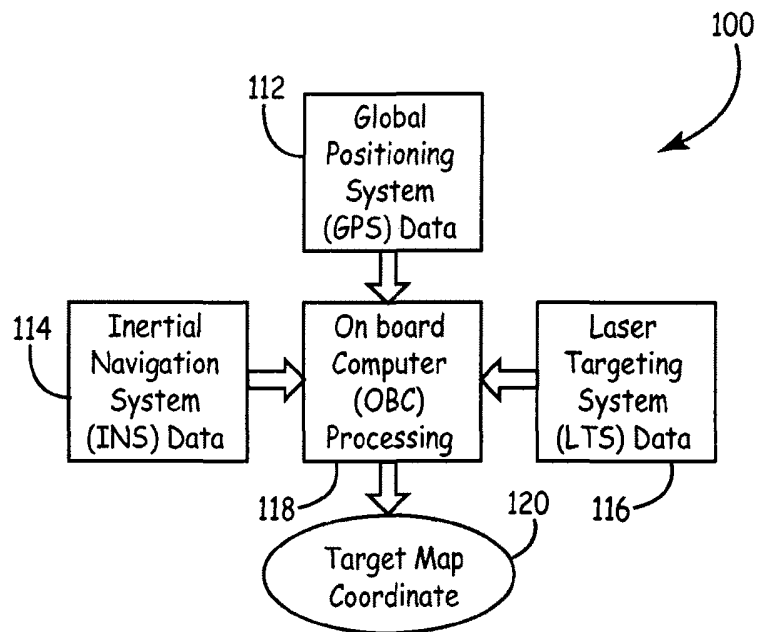 100
112
Global
Positioning
System
(GPS) Data
114
Inertial
Navigation
System
(INS) Data
On board
Computer
(OBC)
Processing
Laser
Targeting
System
(LTS) Data
118
120
116
Target Map
Coordinate